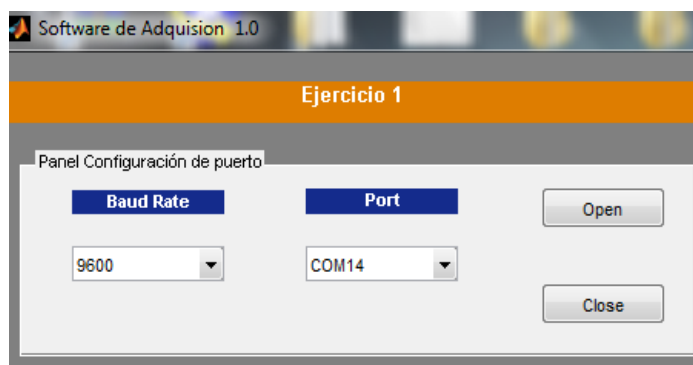 Software de Adquision 1.0
Ejercicio 1
Panel Configuración de puerto
Baud Rate
Port
Open
9600
COM14
Close